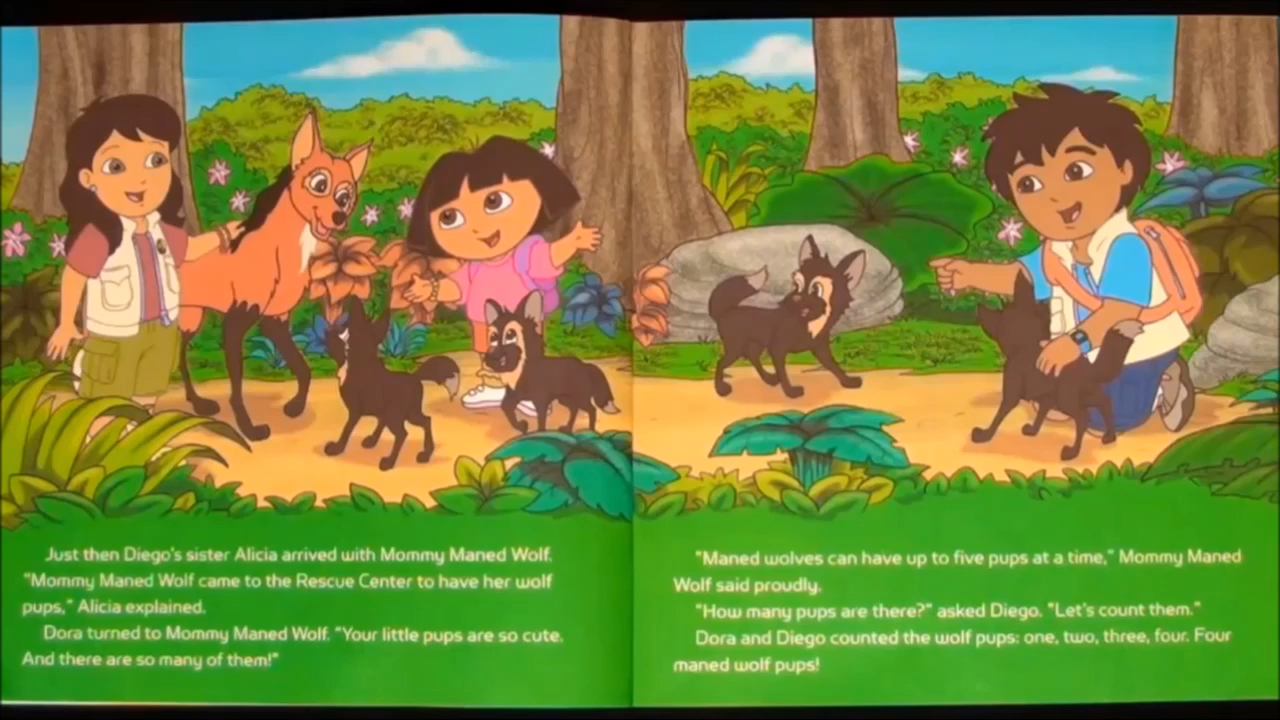 Just then Diego's sister Alicia arrived with Mommy Maned Wolf.
"Mommy Maned Wolf came to the Rescue Center to have her wolf
pups," Alicia explained.
Dora turned to Mommy Maned Wolf. "Your little pups are so cute.
And there are so many of them!"
"Maned wolves can have up to five pups at a time," Mommy Maned
Wolf said proudly.
"How many pups are there?" asked Diego. "Let's count them."
Dora and Diego counted the wolf pups: one, two, three, four. Four
maned wolf pups!